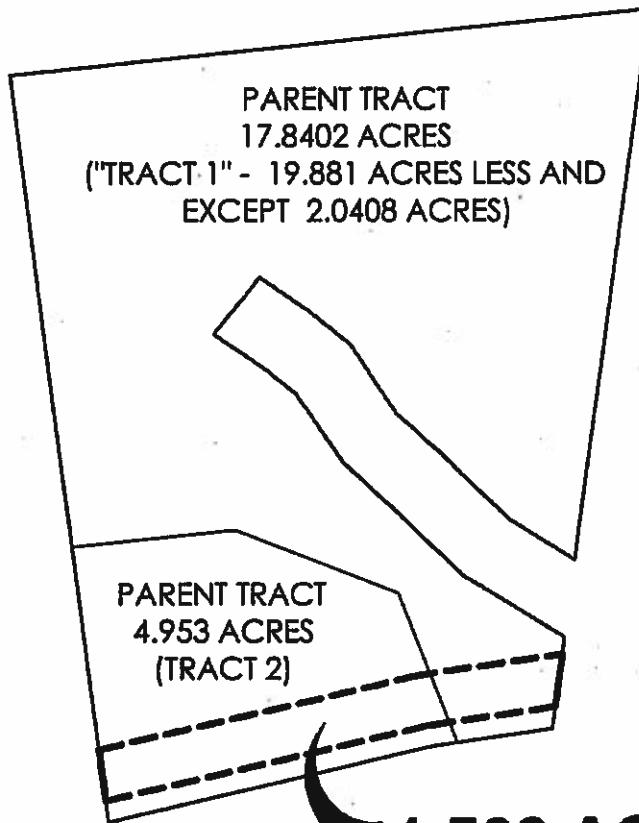 PARENT TRACT
17.8402 ACRES
("TRACT 1" - 19.881 ACRES LESS AND
EXCEPT 2.0408 ACRES)
PARENT TRACT
4.953 ACRES
(TRACT 2)